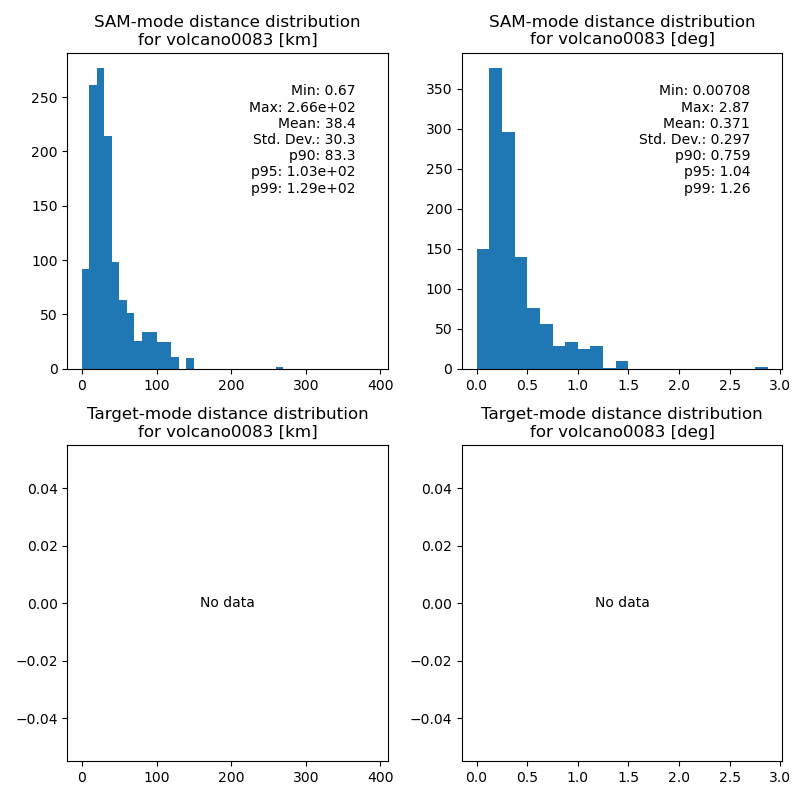 SAM-mode distance distribution
for volcano0083 [km]
Min: 0.67
Max: 2.66e+02
Mean: 38.4
Std. Dev.: 30.3
p90: 83.3
p95: 1.03e+02
p99: 1.29e+02
250
200
150
100
50
0
0 100 200 300 400
SAM-mode distance distribution
for volcano0083 [deg]
Min: 0.00708
Max: 2.87
Mean: 0.371
Std. Dev.: 0.297
p90: 0.759
p95: 1.04
p99: 1.26
350
300
250
200
150
100
50
0
0.0 0.5 1.0 1.5 2.0 2.5 3.0
Target-mode distance distribution
for volcano0083 [km]
0.04
0.02
0.00
−0.02
−0.04
No data
0 100 200 300 400
Target-mode distance distribution
for volcano0083 [deg]
0.04
0.02
0.00
−0.02
−0.04
No data
0.0 0.5 1.0 1.5 2.0 2.5 3.0